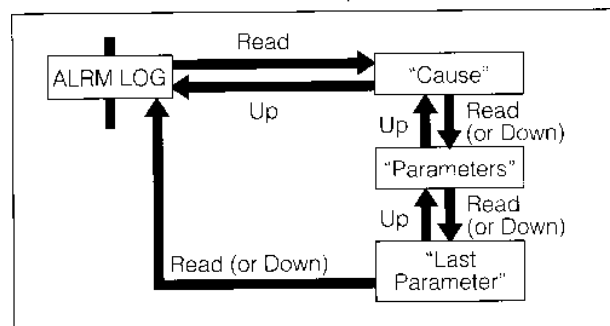 Read
ALRM LOG
"Cause"
Up
Up
Read
(or Down)
"Parameters"
Up
Read
(or Down)
Read (or Down)
"Last
Parameter"